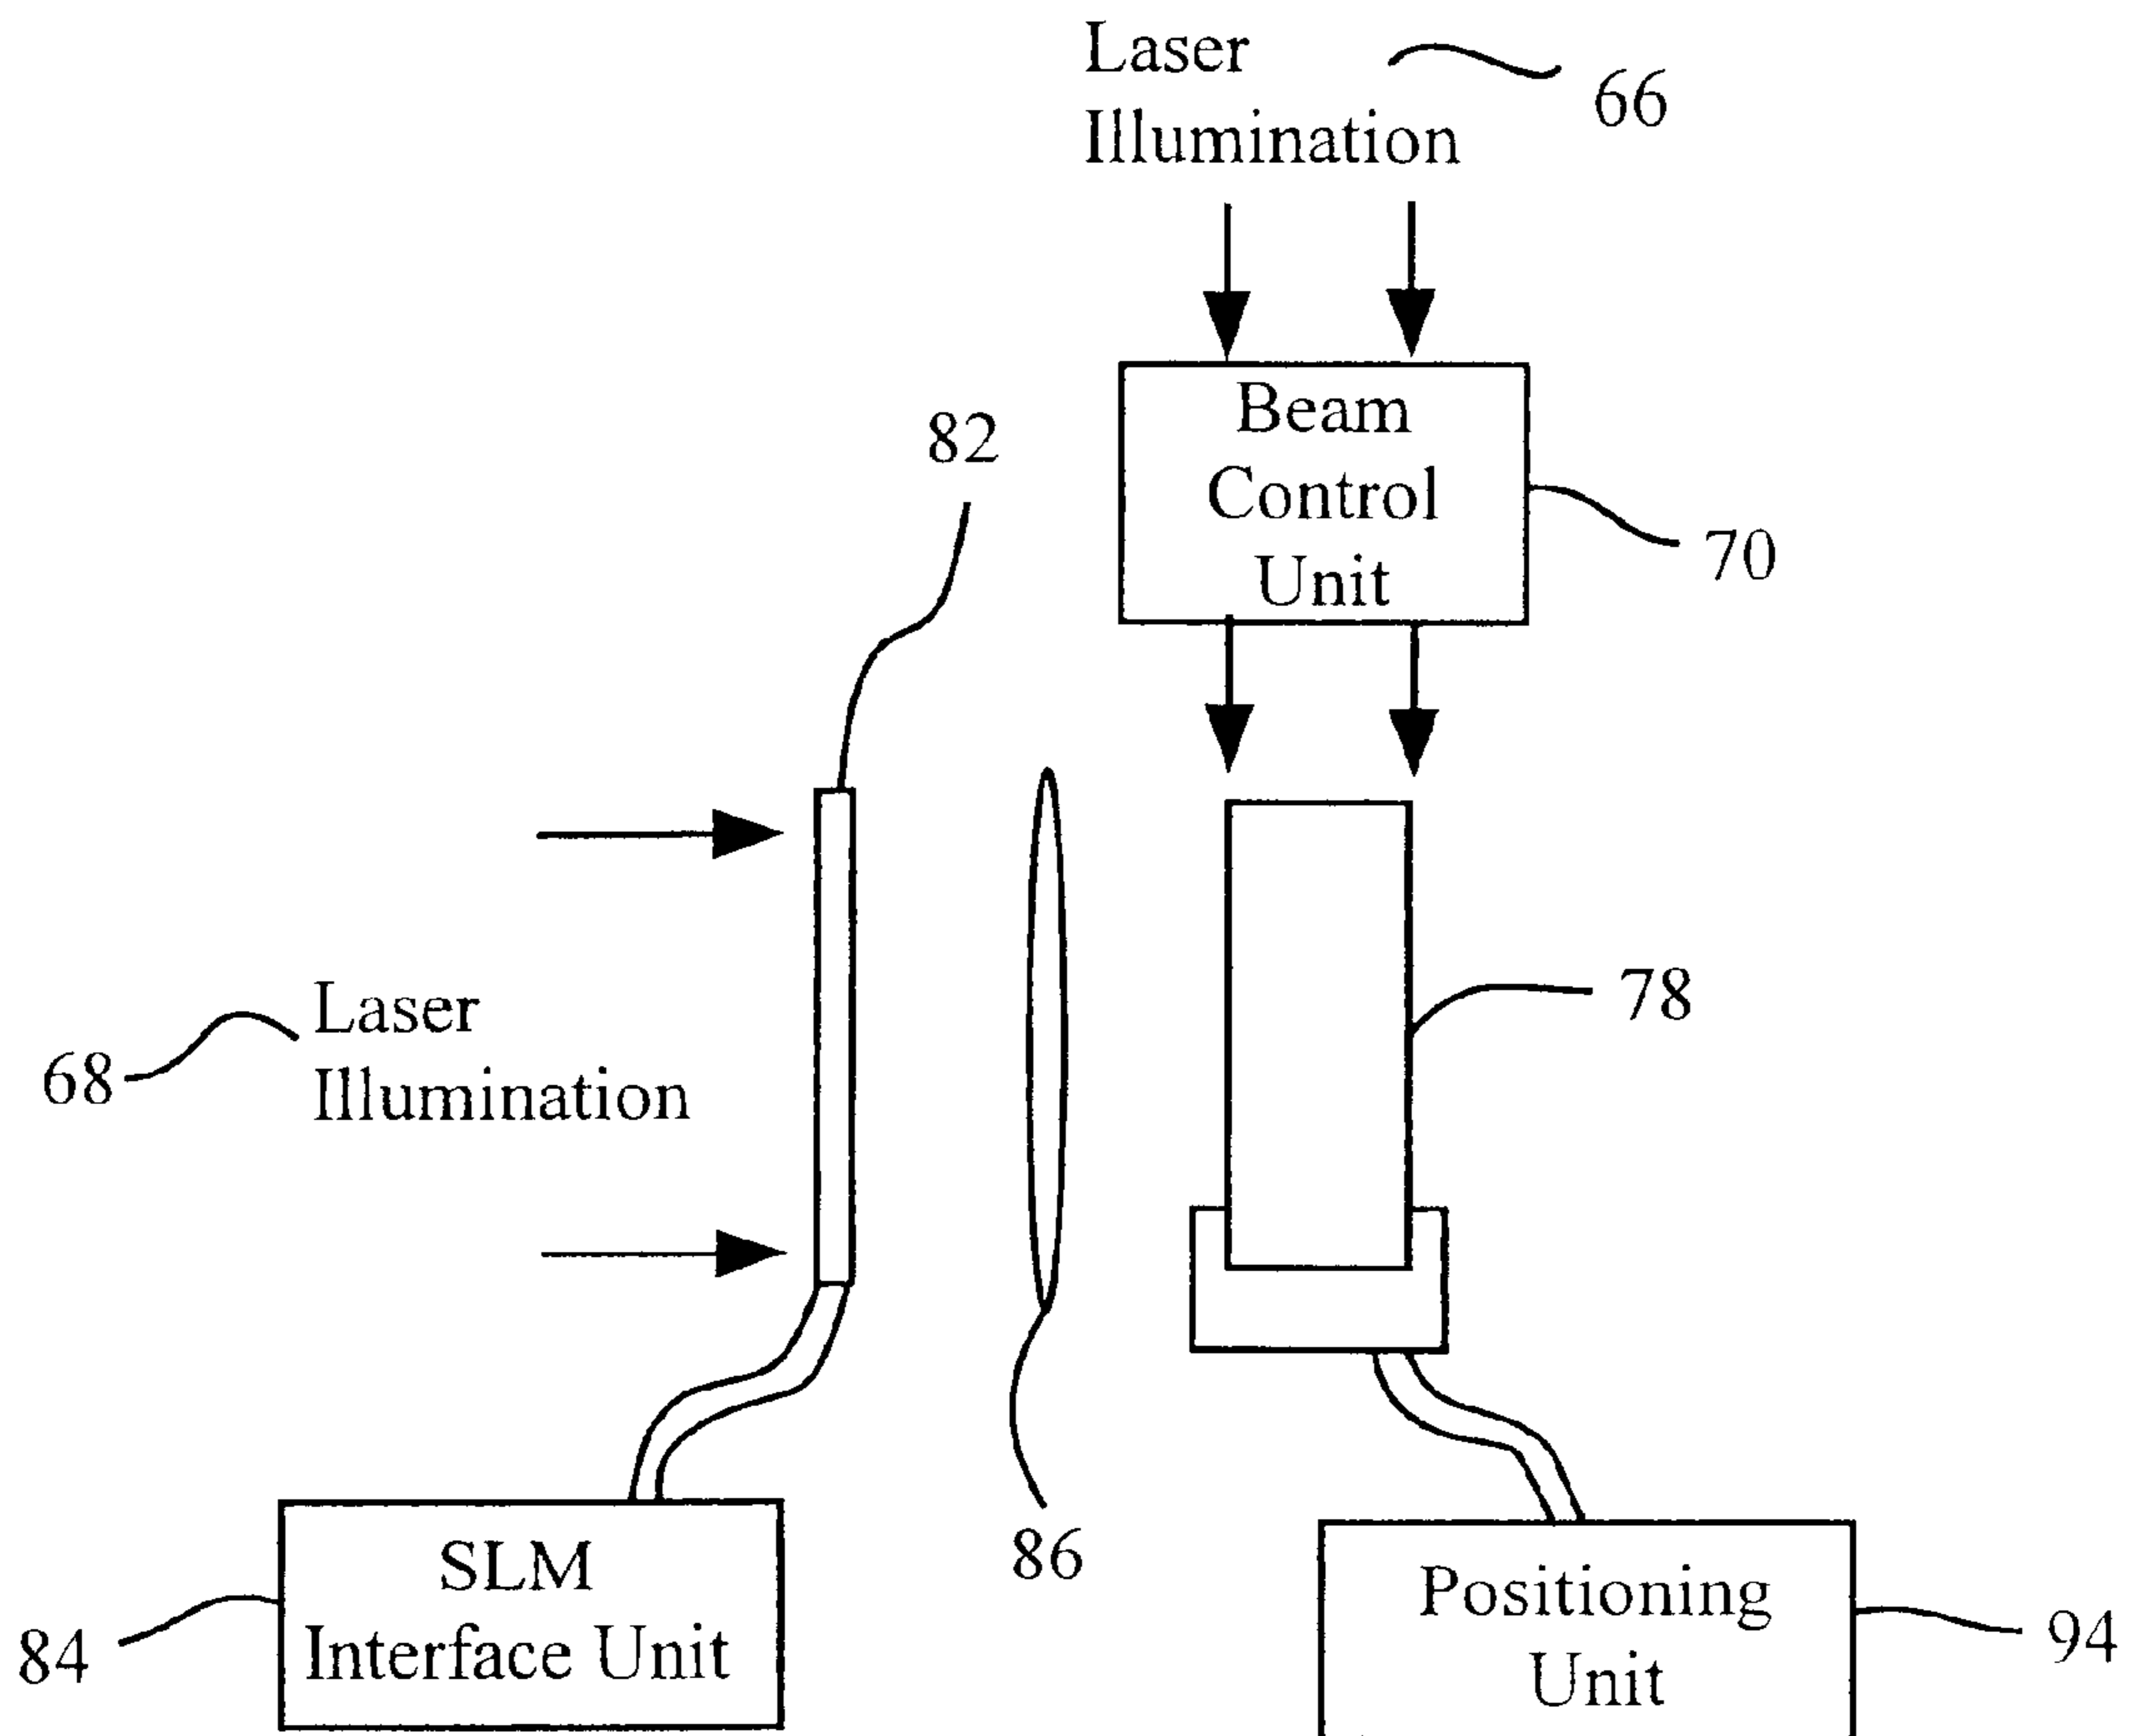 Laser
Illumination
66
Beam
Control
Unit
70
82
78
Laser
Illumination
68
86
SLM
Interface Unit
84
Positioning
Unit
94